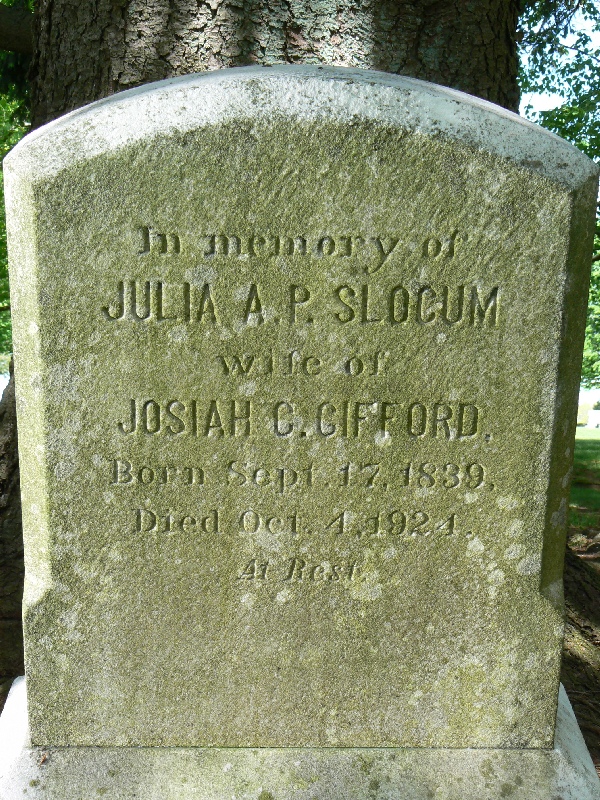 In memory of
JULIA A. P. SLOCUM
wife of
JOSIAH C. GIFFORD,
Born Sept. 17, 1839.
Died Oct. 4, 1924.
At Rest.